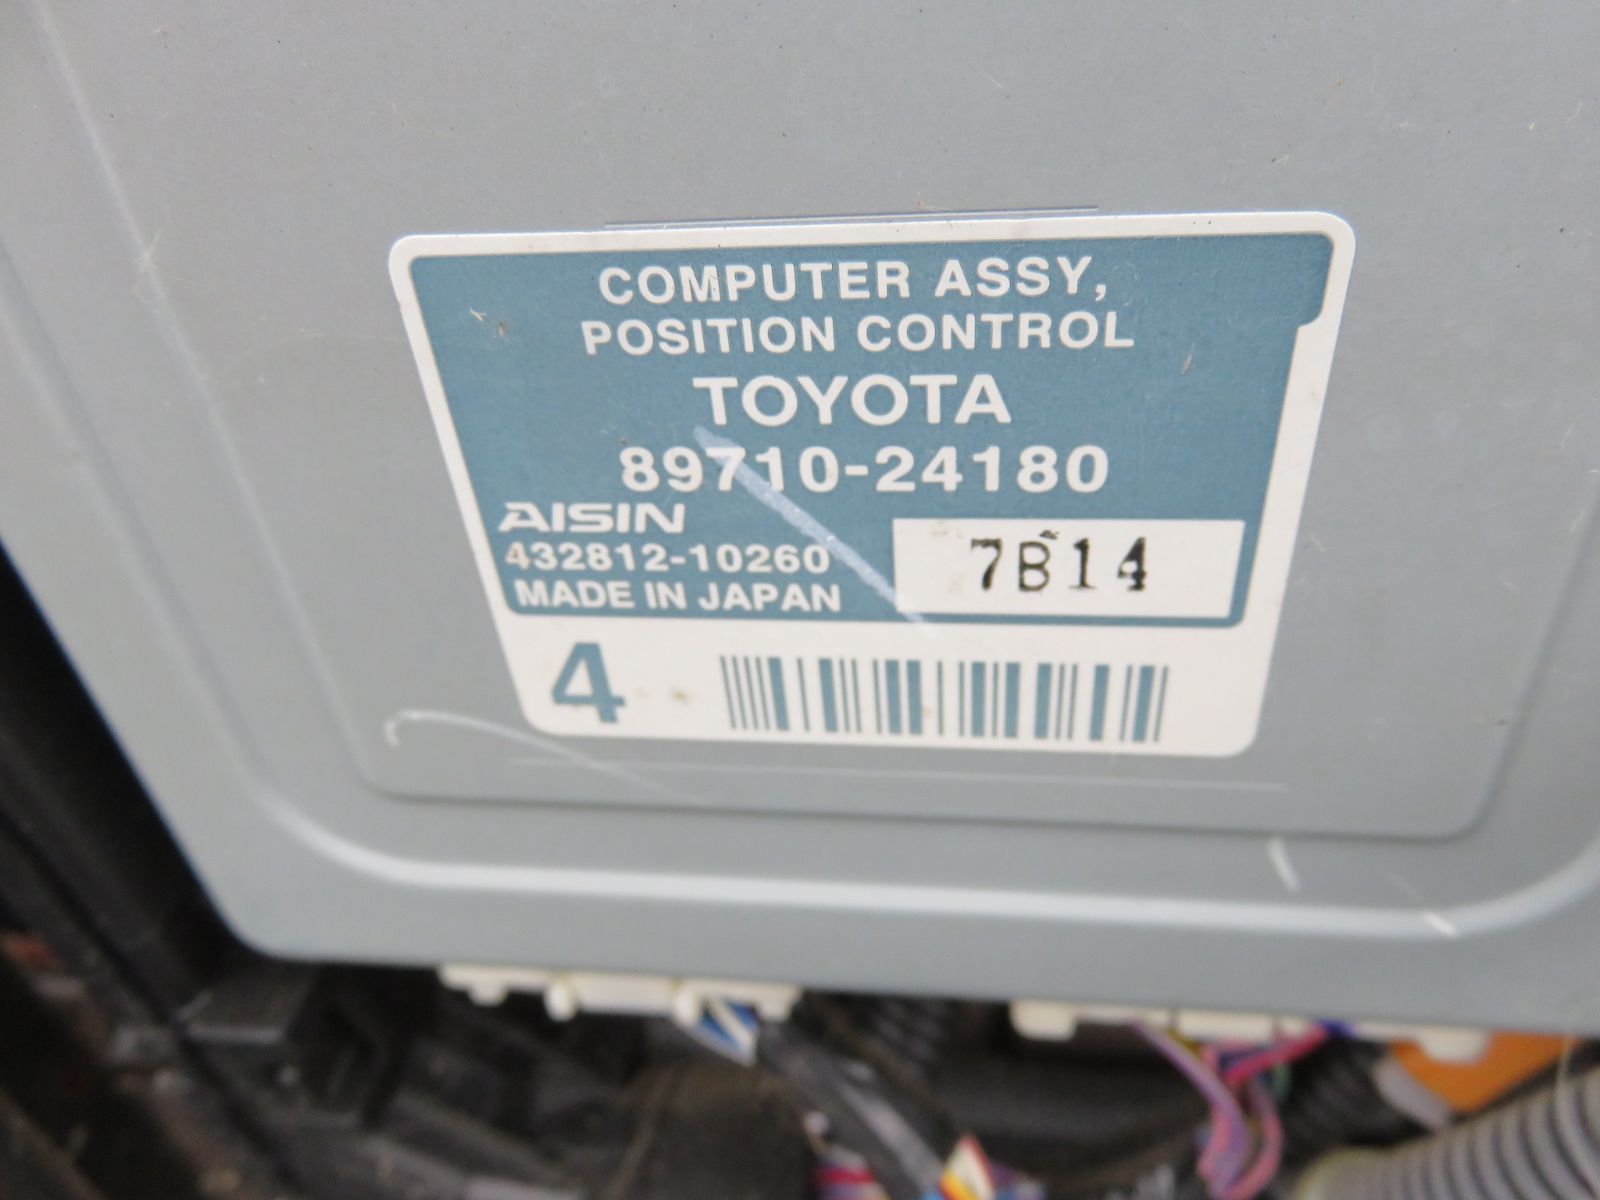 COMPUTER ASSY,
POSITION CONTROL
TOYOTA
89710-24180
AISIN
432812-10260
MADE IN JAPAN
7B14
4